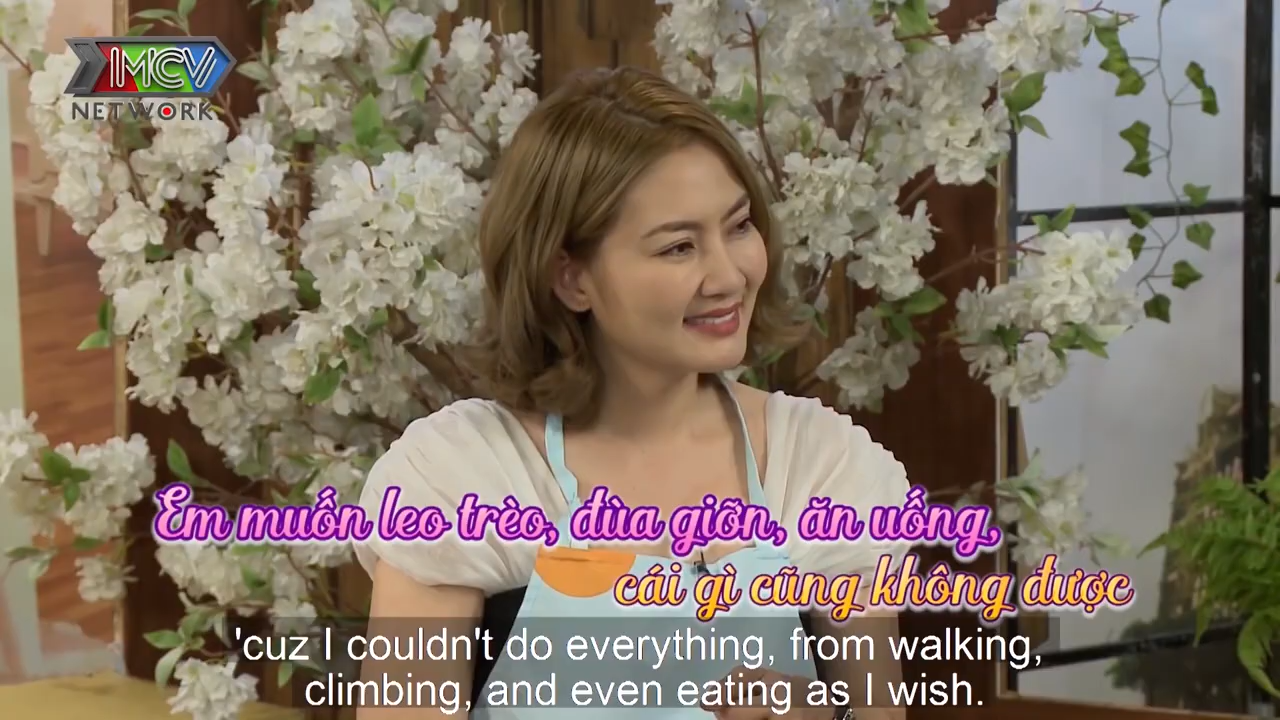 MCV
NETWORK
Em muốn leo trèo, đùa giỡn, ăn uống,
cái gì cũng không được
'cuz I couldn't do everything, from walking,
climbing, and even eating as I wish.